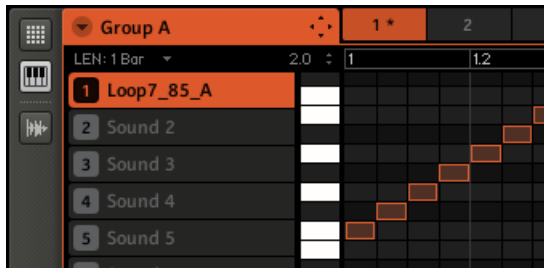 Group A
1*
2
LEN: 1 Bar
2.0
1
1.2
1 Loop7_85_A
2 Sound 2
3 Sound 3
4 Sound 4
5 Sound 5